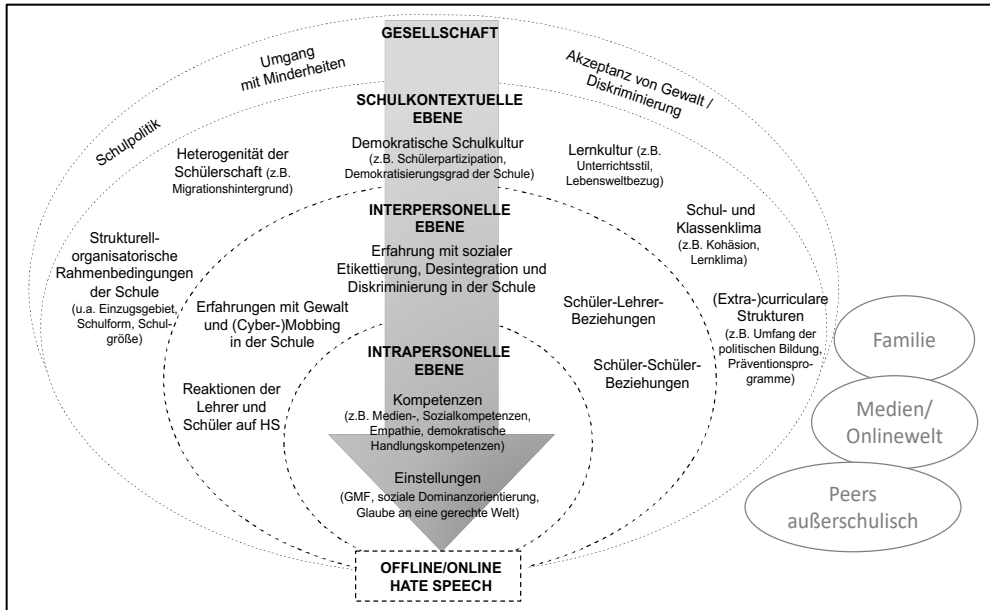 GESELLSCHAFT
Umgang
mit Minderheiten
Akzeptanz von Gewalt /
Diskriminierung
Schulpolitik
SCHULKONTEXTUELLE
EBENE
Heterogenität der
Schülerschaft (z.B.
Migrationshintergrund)
Demokratische Schulkultur
(z.B. Schülerpartizipation,
Demokratisierungsgrad der Schule)
Lernkultur (z.B.
Unterrichtsstil,
Lebensweltbezug)
Strukturell-
organisatorische
Rahmenbedingungen
der Schule
(u.a. Einzugsgebiet,
Schulform, Schul-
größe)
Schul- und
Klassenklima
(z.B. Kohäsion,
Lernklima)
(Extra-)curriculare
Strukturen
(z.B. Umfang der
politischen Bildung,
Präventionspro-
gramme)
INTERPERSONELLE
EBENE
Erfahrung mit sozialer
Etikettierung, Desintegration und
Diskriminierung in der Schule
Erfahrungen mit Gewalt
und (Cyber-)Mobbing
in der Schule
Schüler-Lehrer-
Beziehungen
Reaktionen der
Lehrer und
Schüler auf HS
Schüler-Schüler-
Beziehungen
INTRAPERSONELLE
EBENE
Kompetenzen
(z.B. Medien-, Sozialkompetenzen,
Empathie, demokratische
Handlungskompetenzen)
Einstellungen
(GMF, soziale Dominanzorientierung,
Glaube an eine gerechte Welt)
OFFLINE/ONLINE
HATE SPEECH
Familie
Medien/
Onlinewelt
Peers
außerschulisch